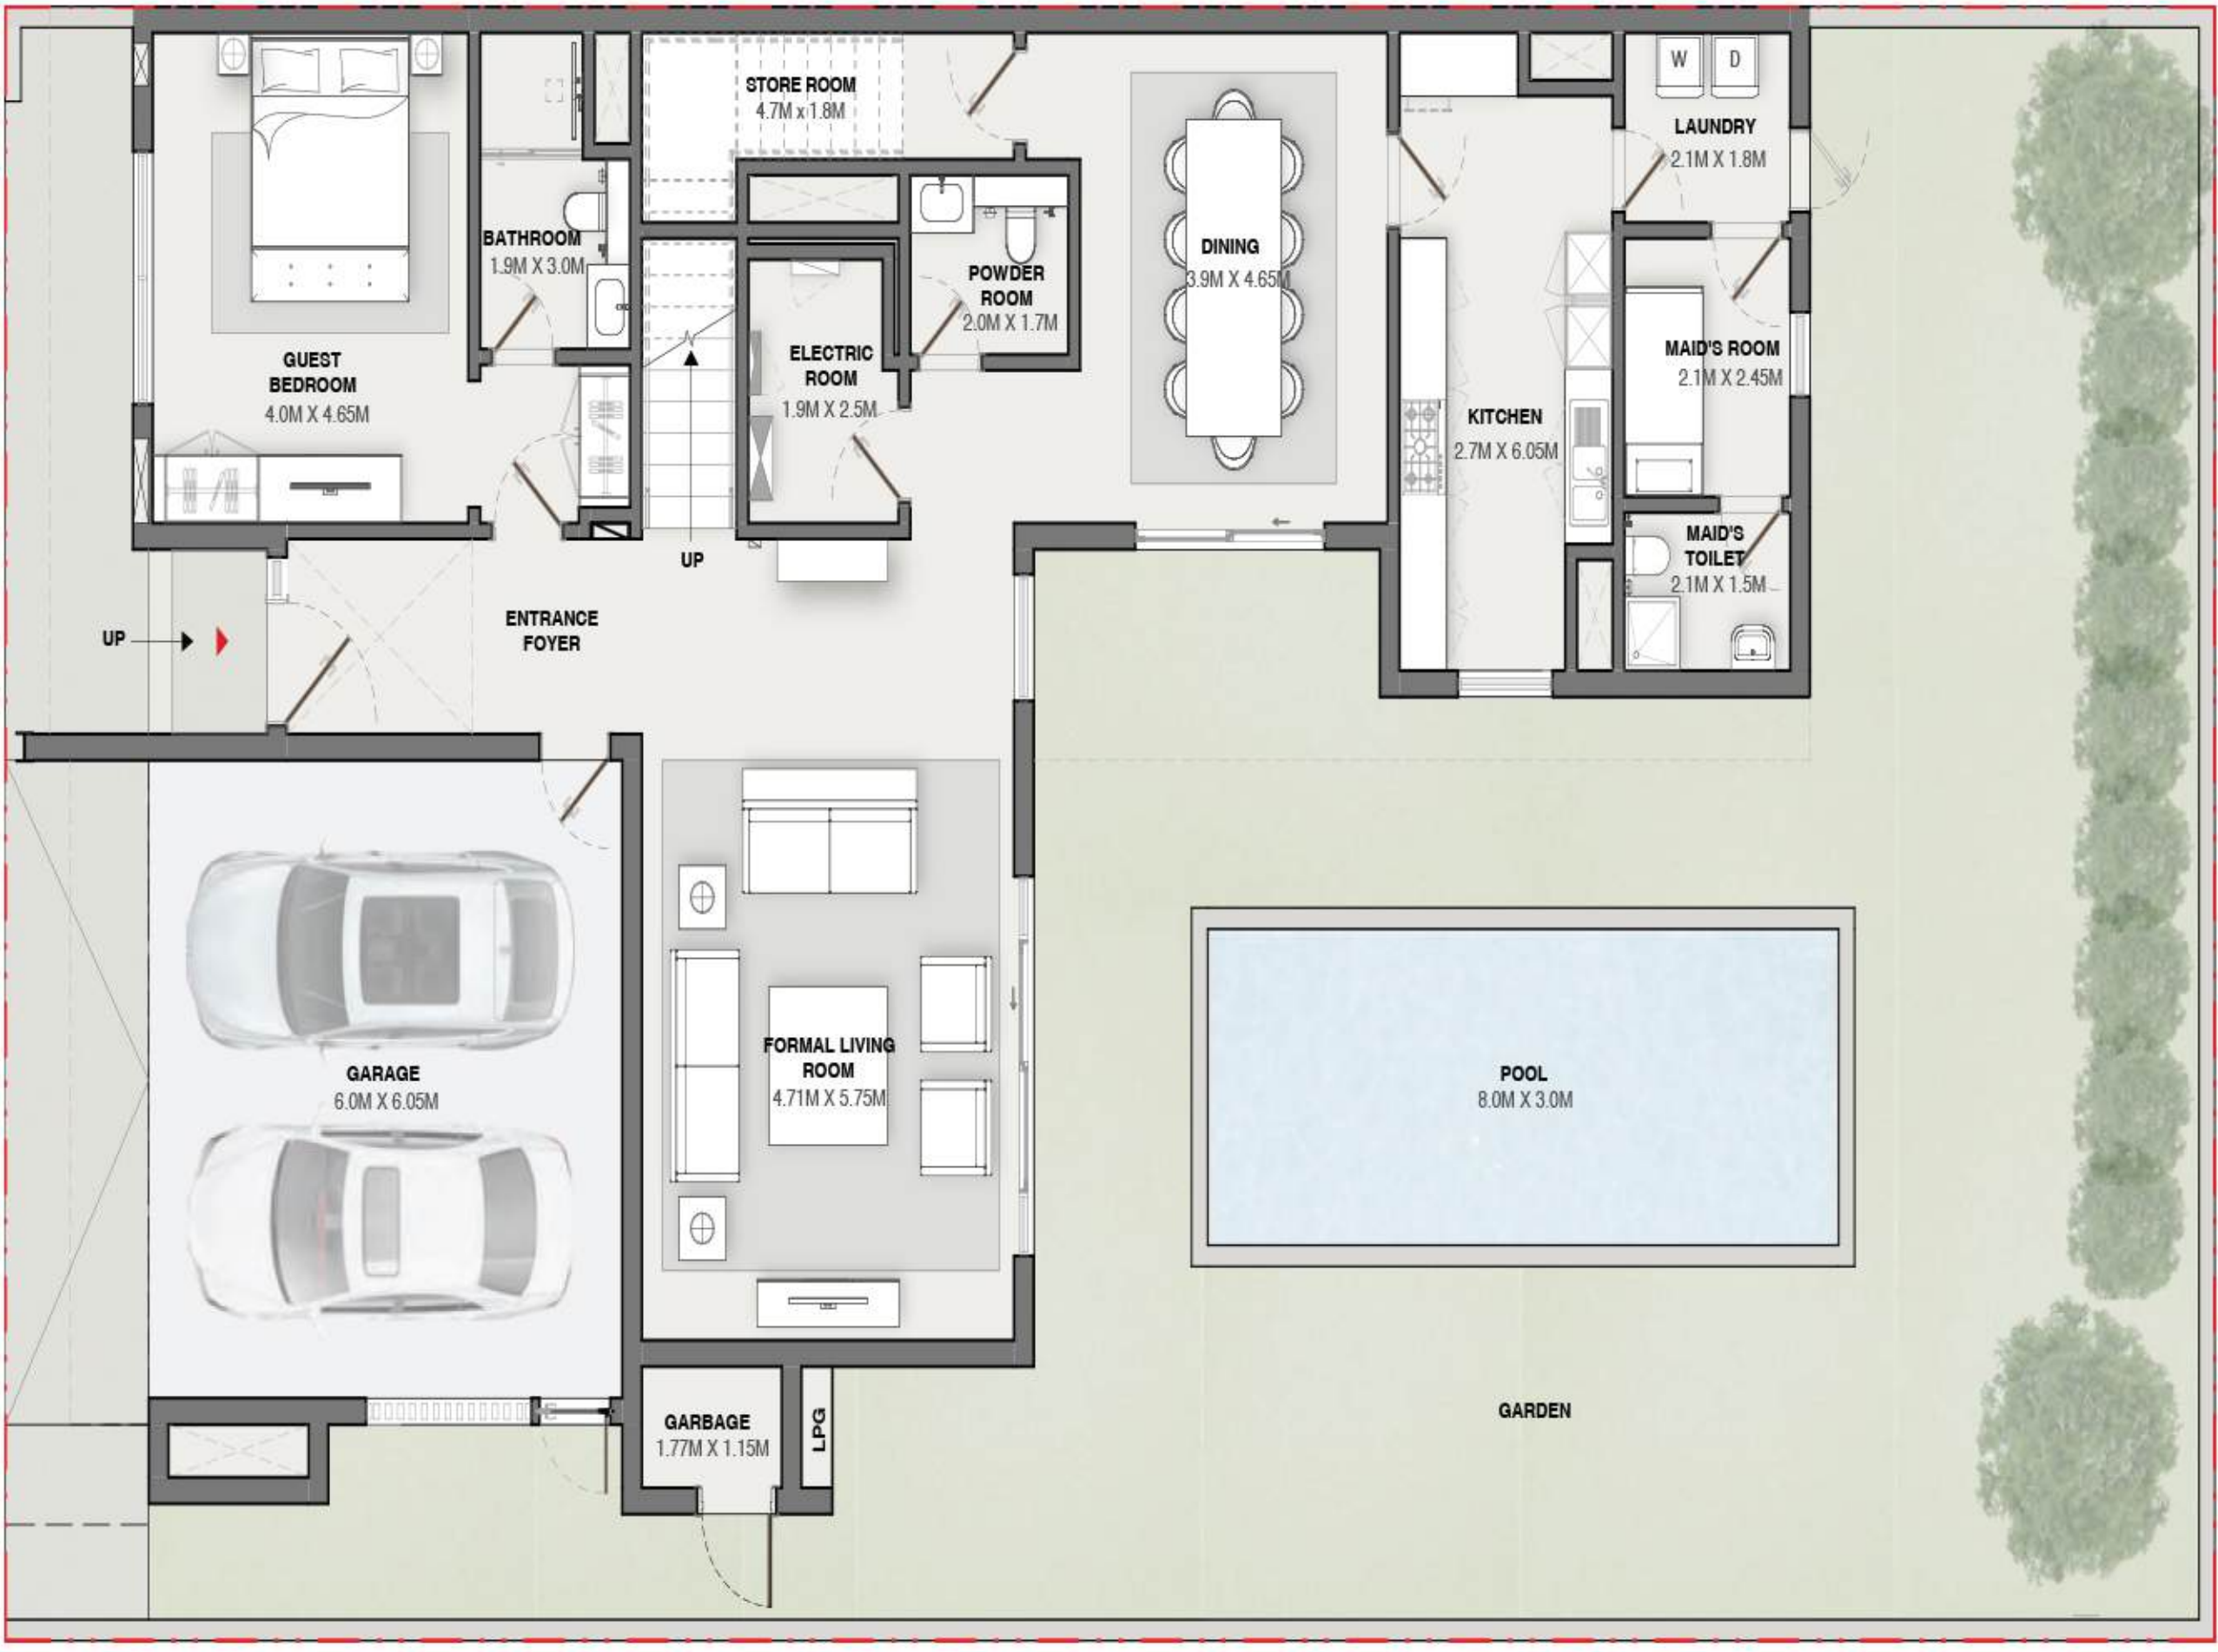 STORE ROOM
4.7M x 1.8M
W
D
LAUNDRY
2.1M X 1.8M
BATHROOM
1.9M X 3.0M
DINING
3.9M X 4.65M
POWDER
ROOM
2.0M X 1.7M
GUEST
BEDROOM
4.0M X 4.65M
ELECTRIC
ROOM
1.9M X 2.5M
MAID'S ROOM
2.1M X 2.45M
KITCHEN
2.7M X 6.05M
MAID'S
TOILET
2.1M X 1.5M
UP
UP
ENTRANCE
FOYER
FORMAL LIVING
ROOM
4.71M X 5.75M
GARAGE
6.0M X 6.05M
POOL
8.0M X 3.0M
GARBAGE
1.77M X 1.15M
LPG
GARDEN